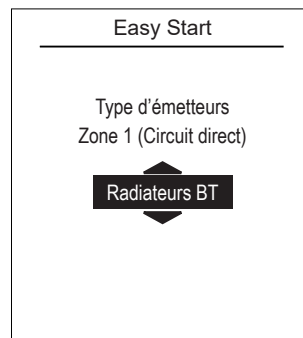 Easy Start
Type d'émetteurs
Zone 1 (Circuit direct)
Radiateurs BT